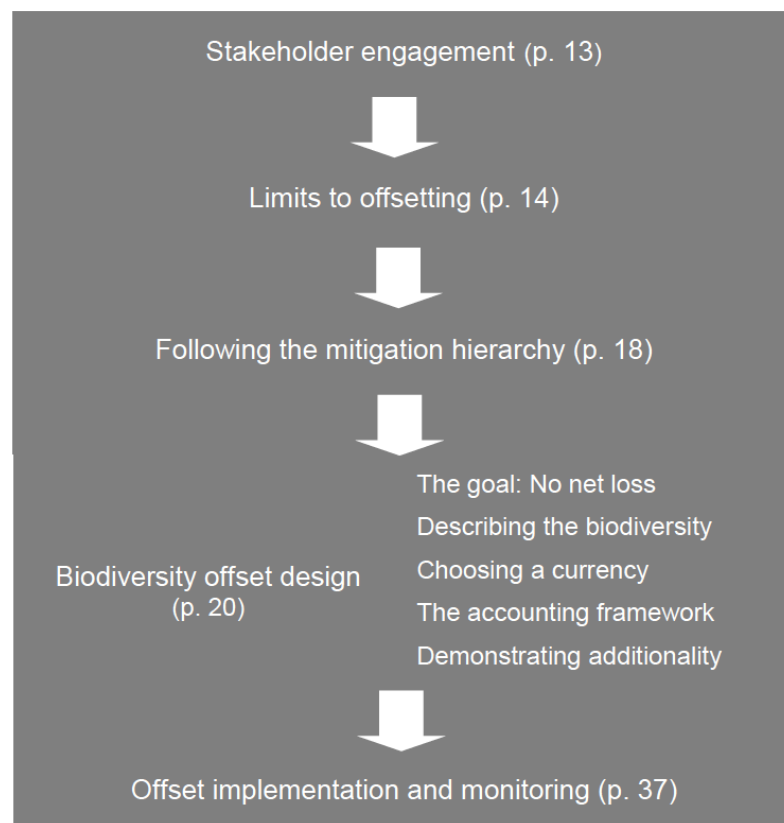 Stakeholder engagement (p. 13)
Limits to offsetting (p. 14)
Following the mitigation hierarchy (p. 18)
Biodiversity offset design
(p. 20)
The goal: No net loss
Describing the biodiversity
Choosing a currency
The accounting framework
Demonstrating additionality
Offset implementation and monitoring (p. 37)